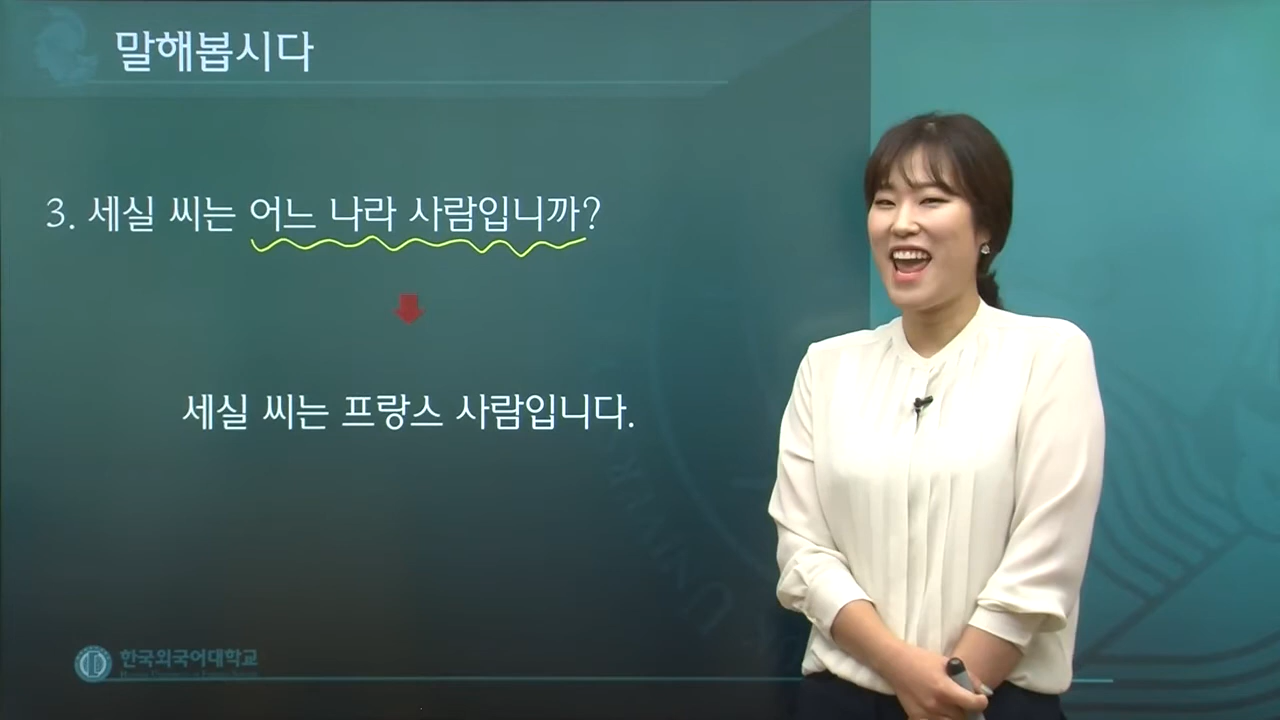 말해봅시다
3. 세실 씨는 어느 나라 사람입니까?
세실 씨는 프랑스 사람입니다.
한국외국어대학교